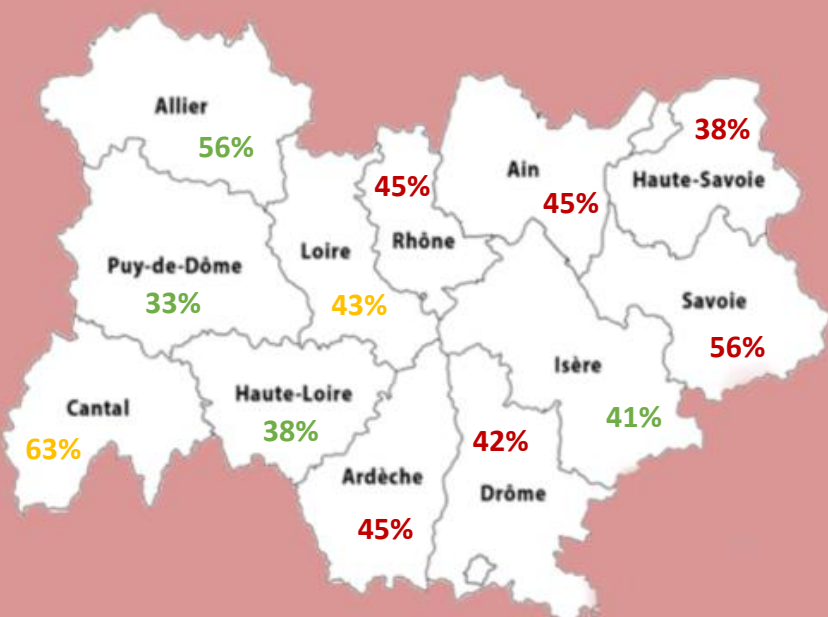 Allier
56%
38%
Haute-Savoie
Ain
45%
45%
Rhône
Loire
43%
Puy-de-Dôme
33%
Savoie
56%
Isère
41%
Haute-Loire
38%
Cantal
63%
42%
Drôme
Ardèche
45%